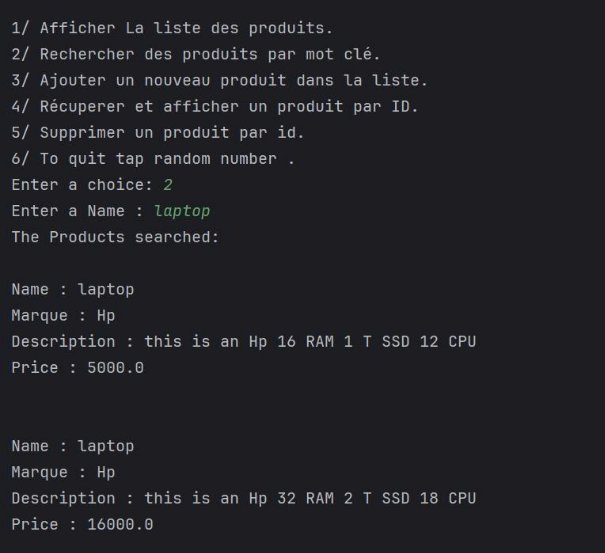 1/ Afficher La liste des produits.
2/ Rechercher des produits par mot clé.
3/ Ajouter un nouveau produit dans la liste.
4/ Récuperer et afficher un produit par ID.
5/ Supprimer un produit par id.
6/ To quit tap random number .
Enter a choice: 2
Enter a Name : laptop
The Products searched:
Name : laptop
Marque : Hp
Description : this is an Hp 16 RAM 1 T SSD 12 CPU
Price : 5000.0
Name : laptop
Marque : Hp
Description : this is an Hp 32 RAM 2 T SSD 18 CPU
Price : 16000.0